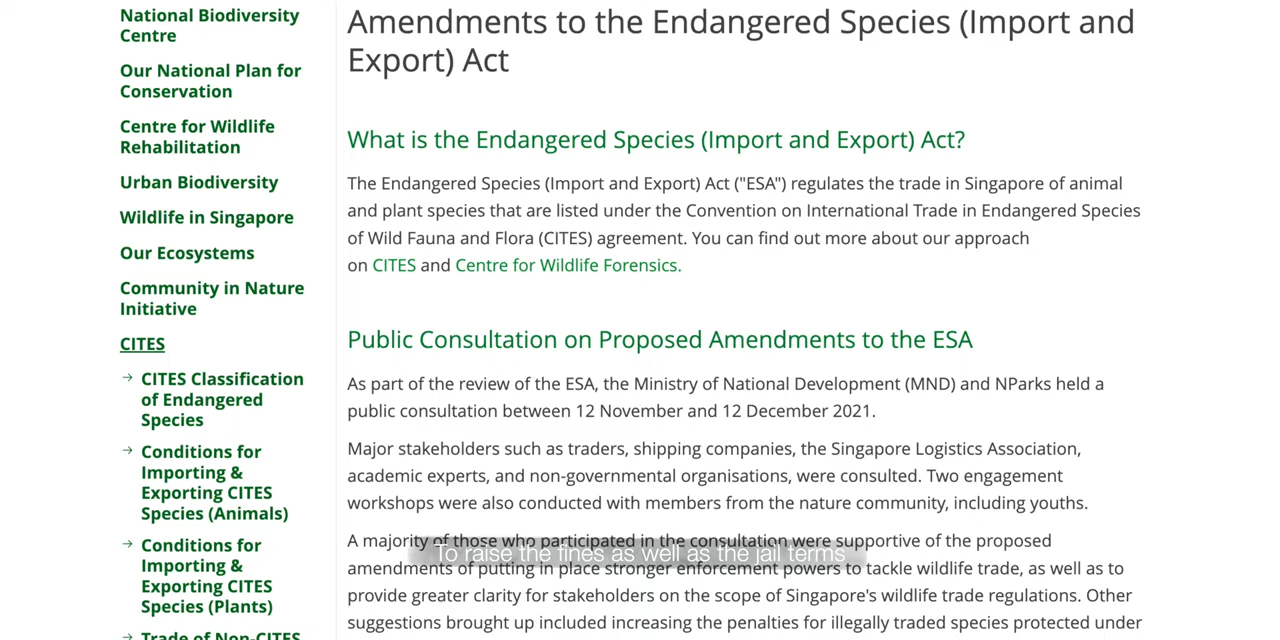 National Biodiversity
Centre
Our National Plan for
Conservation
Centre for Wildlife
Rehabilitation
Urban Biodiversity
Wildlife in Singapore
Our Ecosystems
Community in Nature
Initiative
CITES
→ CITES Classification
of Endangered
Species
→ Conditions for
Importing &
Exporting CITES
Species (Animals)
→ Conditions for
Importing &
Exporting CITES
Species (Plants)
→ Trade of Non-CITES
Amendments to the Endangered Species (Import and
Export) Act
What is the Endangered Species (Import and Export) Act?
The Endangered Species (Import and Export) Act ("ESA") regulates the trade in Singapore of animal
and plant species that are listed under the Convention on International Trade in Endangered Species
of Wild Fauna and Flora (CITES) agreement. You can find out more about our approach
on CITES and Centre for Wildlife Forensics.
Public Consultation on Proposed Amendments to the ESA
As part of the review of the ESA, the Ministry of National Development (MND) and NParks held a
public consultation between 12 November and 12 December 2021.
Major stakeholders such as traders, shipping companies, the Singapore Logistics Association,
academic experts, and non-governmental organisations, were consulted. Two engagement
workshops were also conducted with members from the nature community, including youths.
A majority of those who participated in the consultation were supportive of the proposed
amendments of putting in place stronger enforcement powers to tackle wildlife trade, as well as to
provide greater clarity for stakeholders on the scope of Singapore's wildlife trade regulations. Other
suggestions brought up included increasing the penalties for illegally traded species protected under
To raise the fines as well as the jail terms